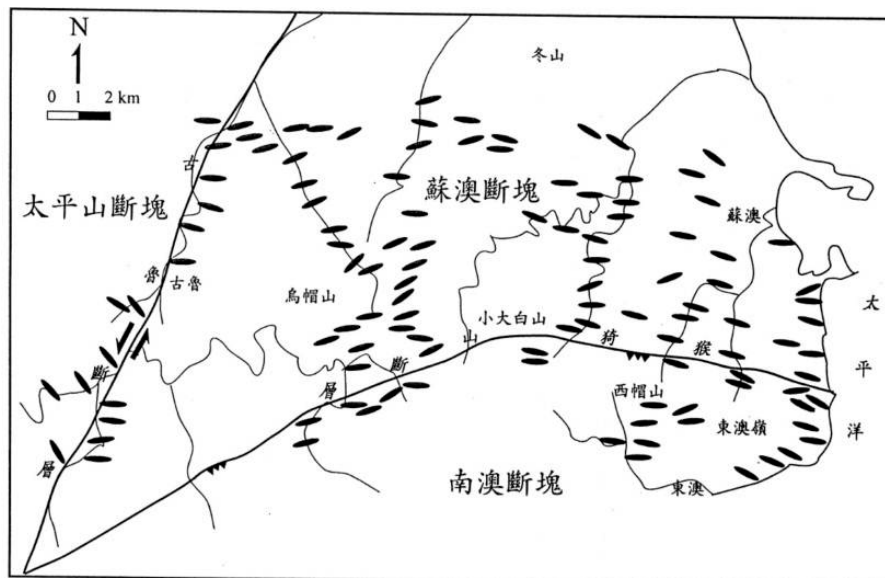 N
0 1 2 km
冬山
太平山斷塊
蘇澳斷塊
蘇澳
古魯斷層
古魯
烏帽山
小大白山
猴猗山斷層
西帽山
東澳嶺
東澳
南澳斷塊
太平洋